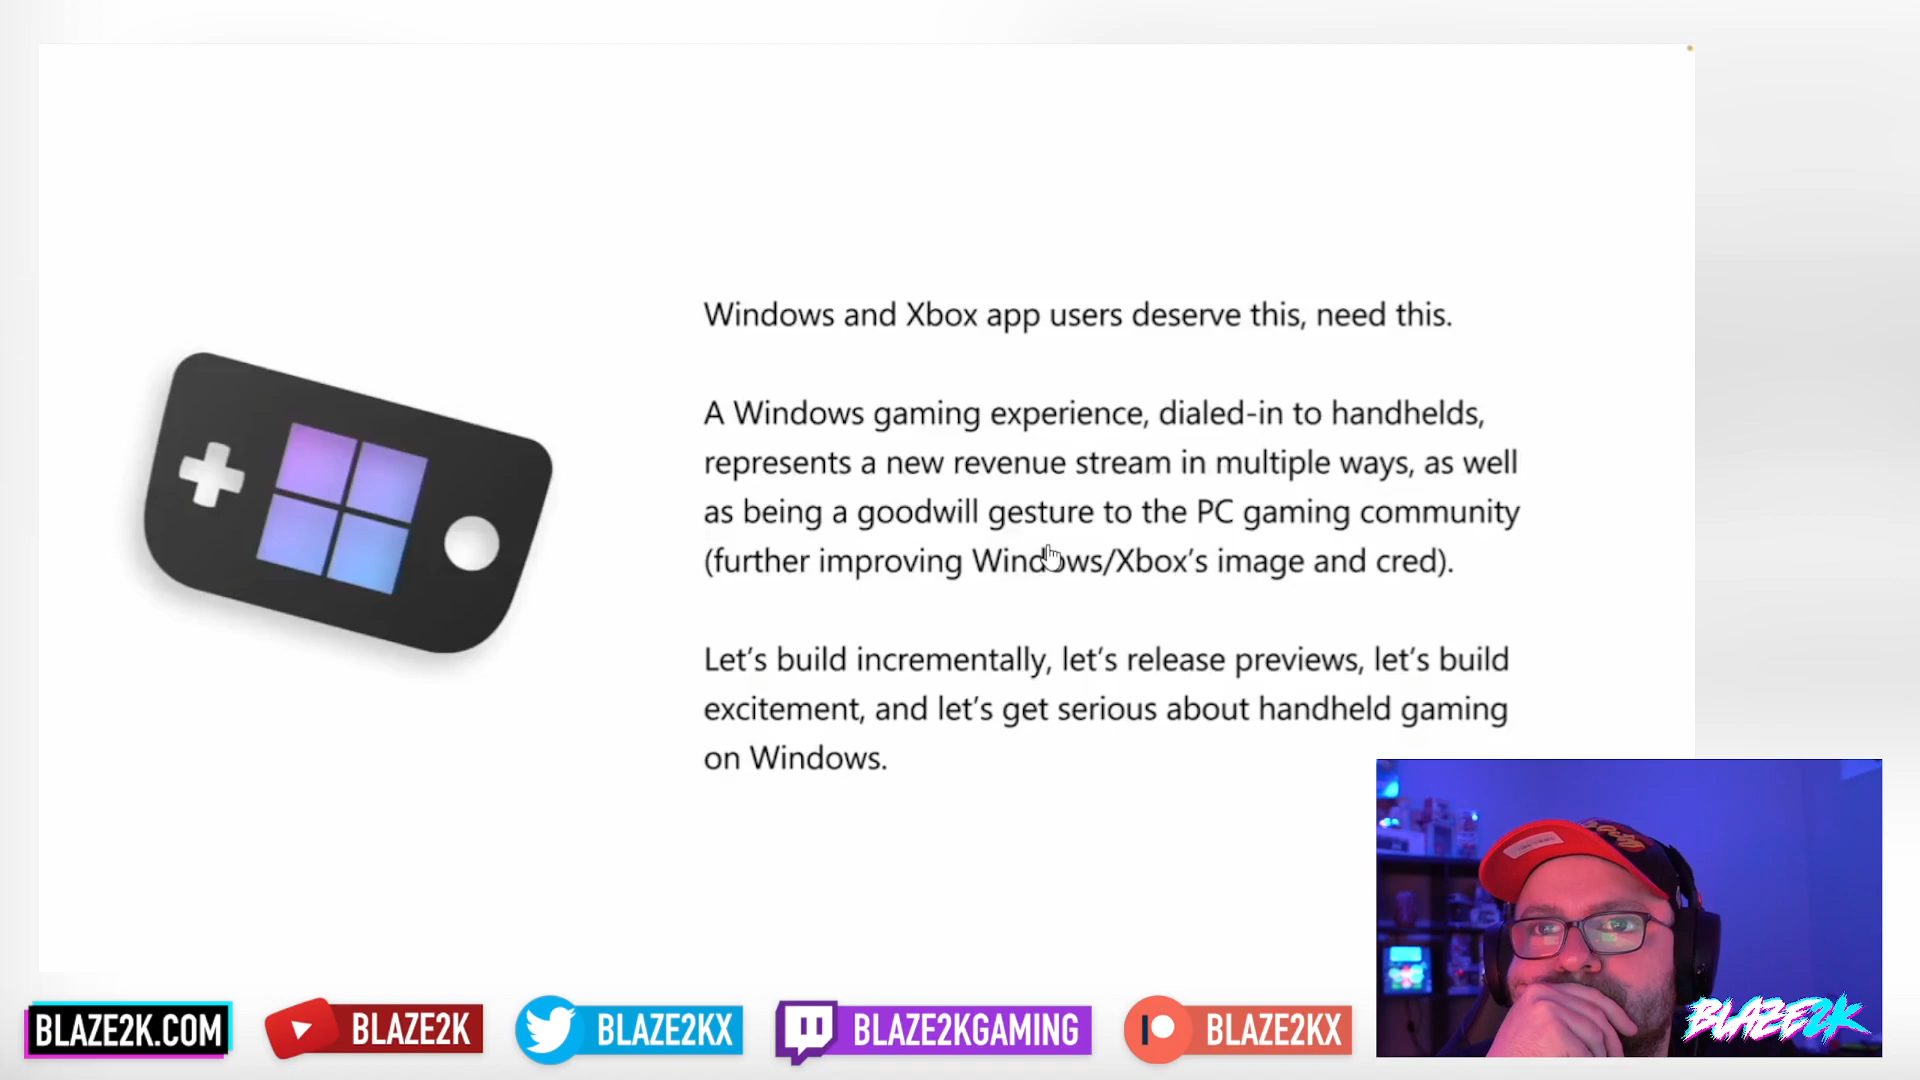 Windows and Xbox app users deserve this, need this.
A Windows gaming experience, dialed-in to handhelds,
represents a new revenue stream in multiple ways, as well
as being a goodwill gesture to the PC gaming community
(further improving Windows/Xbox’s image and cred).
Let’s build incrementally, let’s release previews, let’s build
excitement, and let’s get serious about handheld gaming
on Windows.
BLAZE2K
BLAZE2K.COM
BLAZE2K
BLAZE2KX
BLAZE2KGAMING
BLAZE2KX